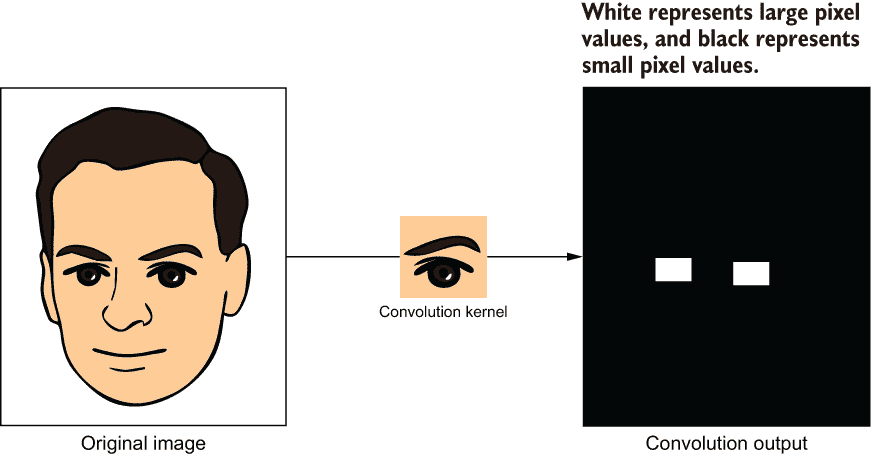 White represents large pixel
values, and black represents
small pixel values.
Convolution kernel
Original image
Convolution output